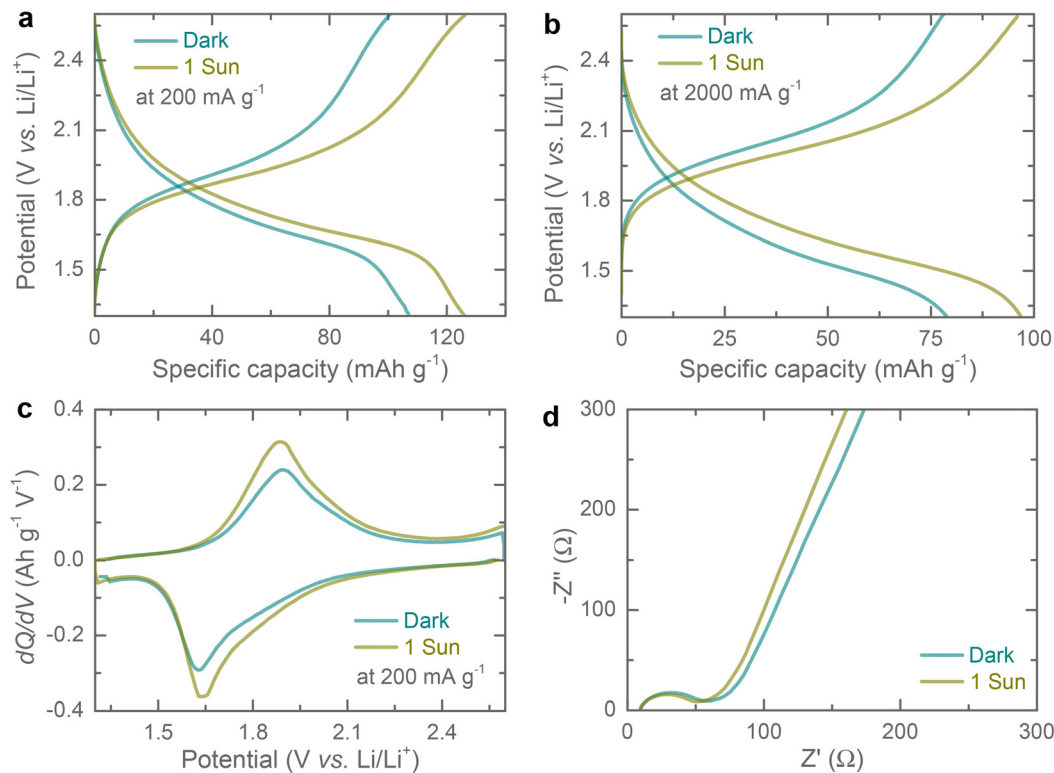 a
Dark
1 Sun
at 200 mA g⁻¹
2.4
2.1
1.8
1.5
Potential (V vs. Li/Li⁺)
0 40 80 120
Specific capacity (mAh g⁻¹)
b
Dark
1 Sun
at 2000 mA g⁻¹
2.4
2.1
1.8
1.5
Potential (V vs. Li/Li⁺)
0 25 50 75 100
Specific capacity (mAh g⁻¹)
c
0.4
0.2
0.0
-0.2
-0.4
dQ/dV (Ah g⁻¹ V⁻¹)
Dark
1 Sun
at 200 mA g⁻¹
1.5 1.8 2.1 2.4
Potential (V vs. Li/Li⁺)
d
300
200
100
0
-Z'' (Ω)
Dark
1 Sun
0 100 200 300
Z' (Ω)